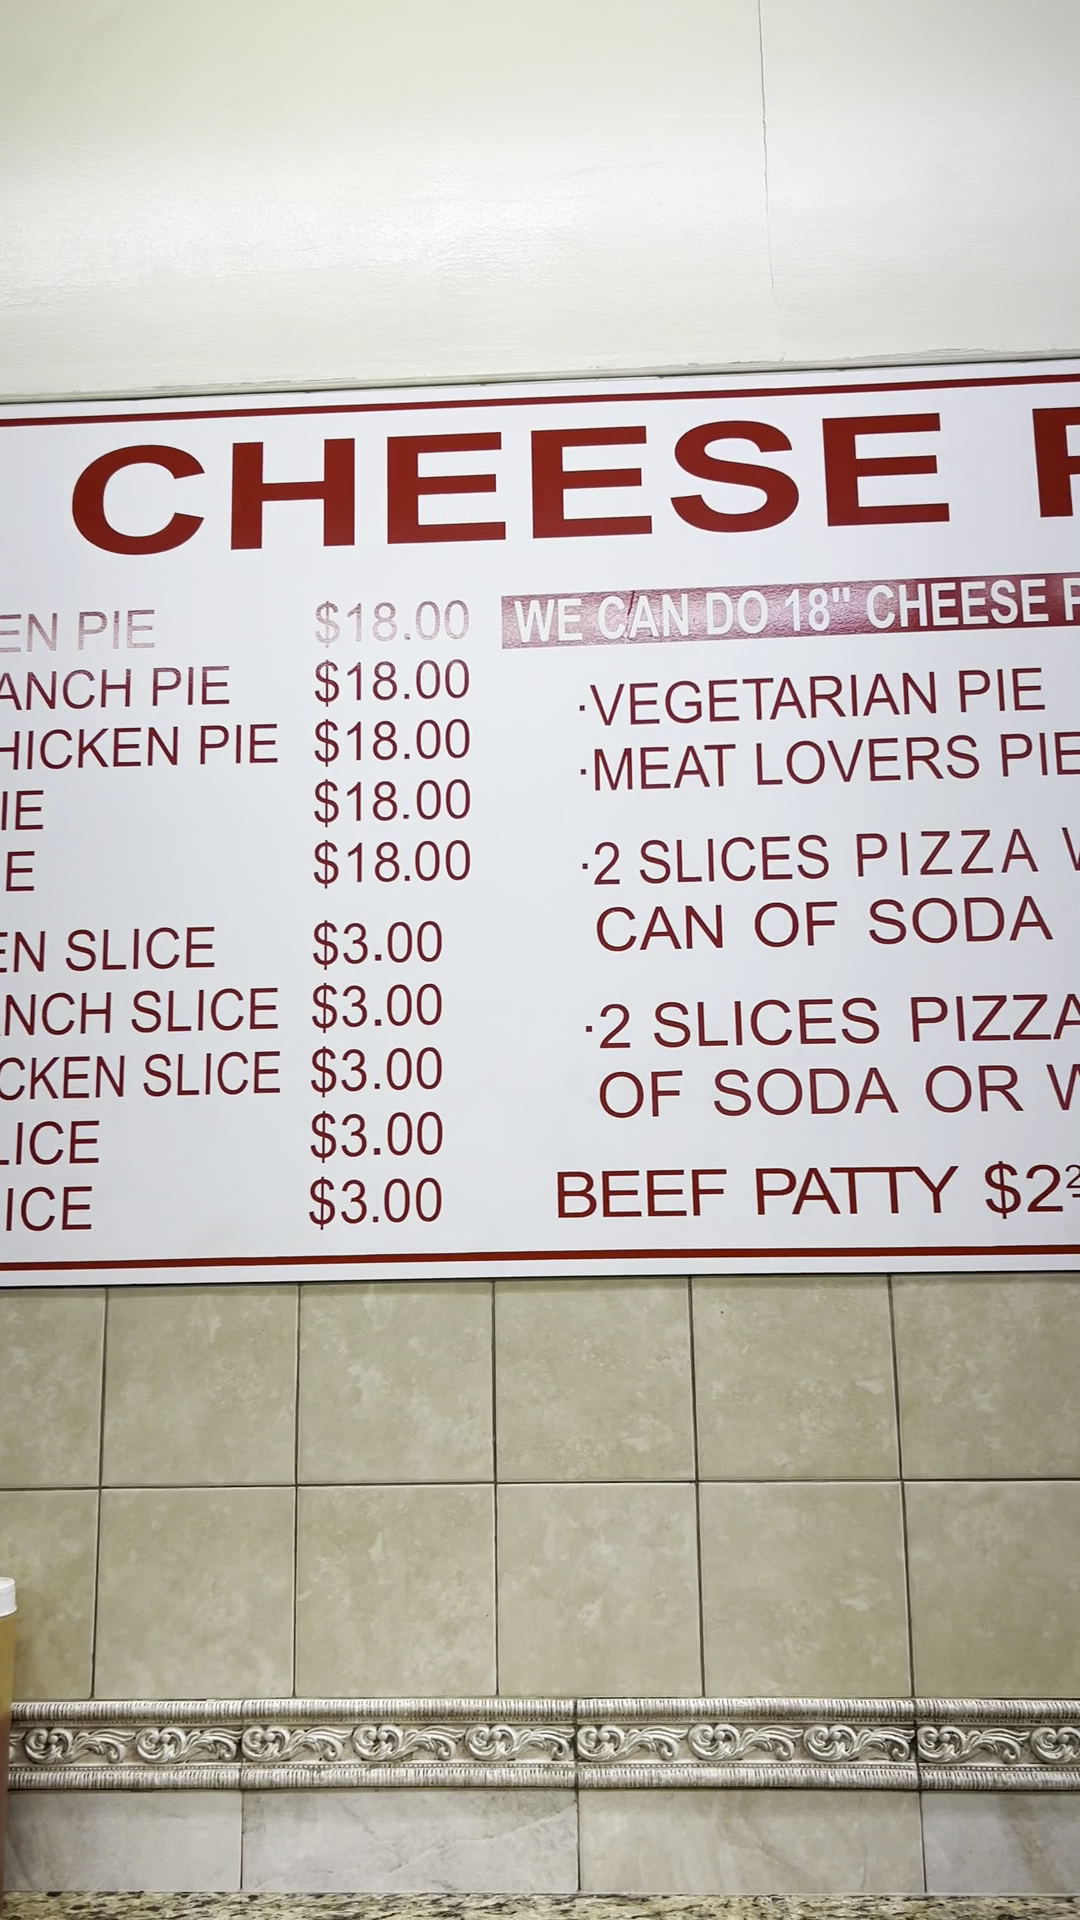 CHEESE
EN PIE $18.00
ANCH PIE $18.00
HICKEN PIE $18.00
IE $18.00
E $18.00
EN SLICE $3.00
NCH SLICE $3.00
CKEN SLICE $3.00
LICE $3.00
ICE $3.00
WE CAN DO 18" CHEESE P
·VEGETARIAN PIE
·MEAT LOVERS PIE
·2 SLICES PIZZA W
CAN OF SODA
·2 SLICES PIZZA
OF SODA OR W
BEEF PATTY $2